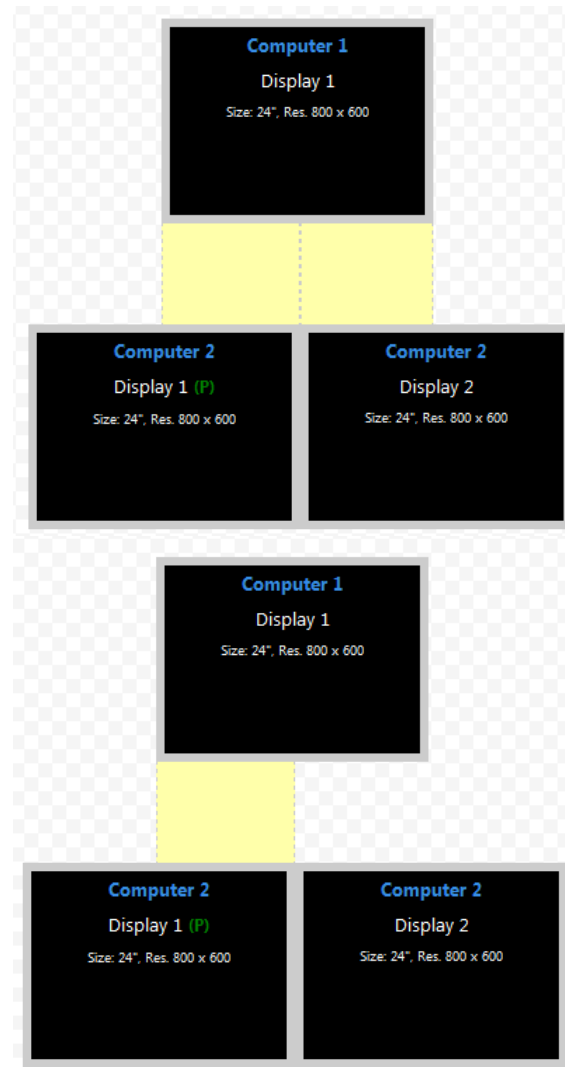 Computer 1
Display 1
Size: 24", Res. 800 x 600
Computer 2
Display 1 (P)
Size: 24", Res. 800 x 600
Computer 2
Display 2
Size: 24", Res. 800 x 600
Computer 1
Display 1
Size: 24", Res. 800 x 600
Computer 2
Display 1 (P)
Size: 24", Res. 800 x 600
Computer 2
Display 2
Size: 24", Res. 800 x 600